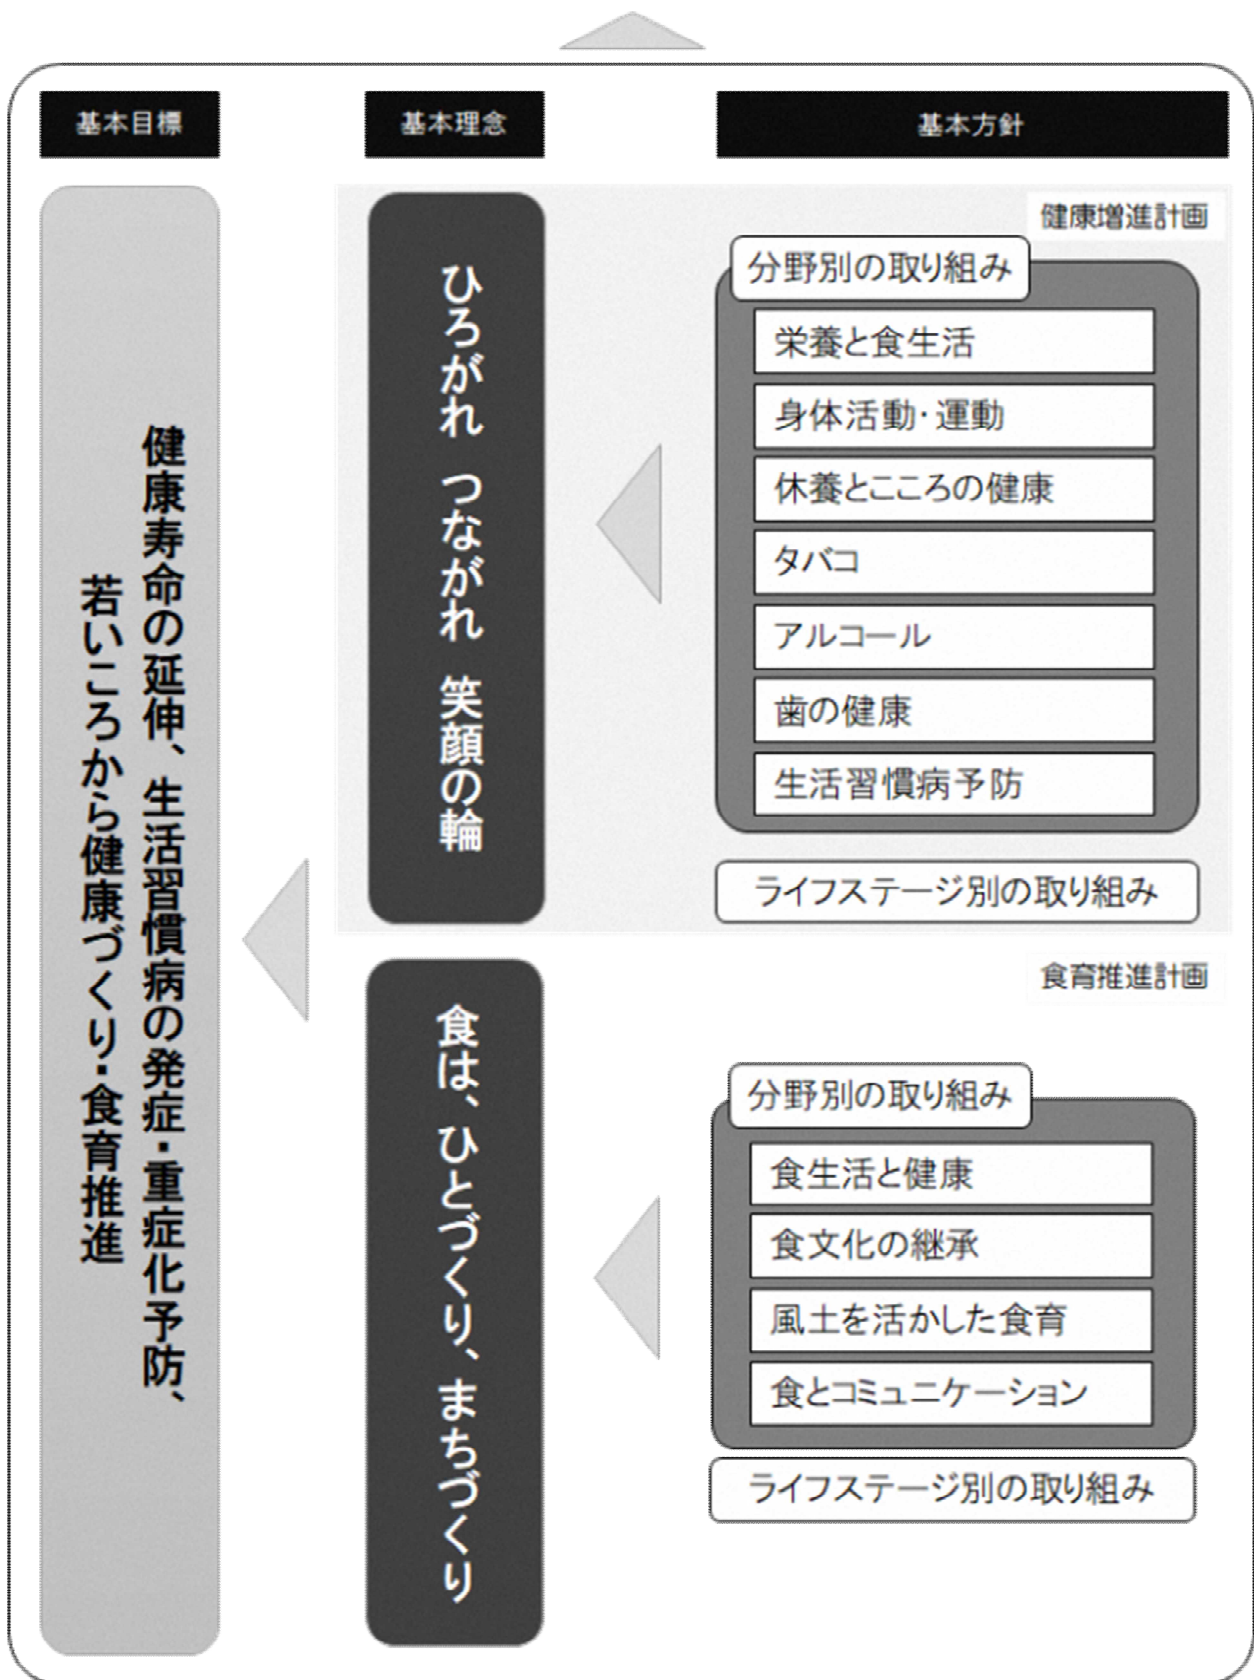 基本目標
基本理念
基本方針
健康寿命の延伸、生活習慣病の発症・重症化予防、
若いころから健康づくり・食育推進
ひろがれ つながれ 笑顔の輪
健康増進計画
分野別の取り組み
栄養と食生活
身体活動・運動
休養とこころの健康
タバコ
アルコール
歯の健康
生活習慣病予防
ライフステージ別の取り組み
食は、ひとづくり、まちづくり
食育推進計画
分野別の取り組み
食生活と健康
食文化の継承
風土を活かした食育
食とコミュニケーション
ライフステージ別の取り組み